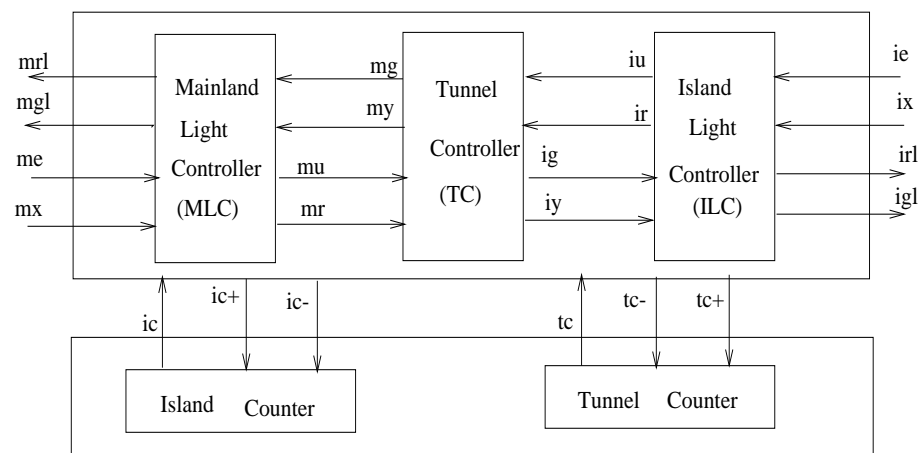 mrl
mgl
me
mx
Mainland
Light
Controller
(MLC)
mg
my
mu
mr
Tunnel
Controller
(TC)
iu
ir
ig
iy
Island
Light
Controller
(ILC)
ie
ix
irl
igl
ic
ic+
ic-
tc
tc-
tc+
Island Counter
Tunnel Counter